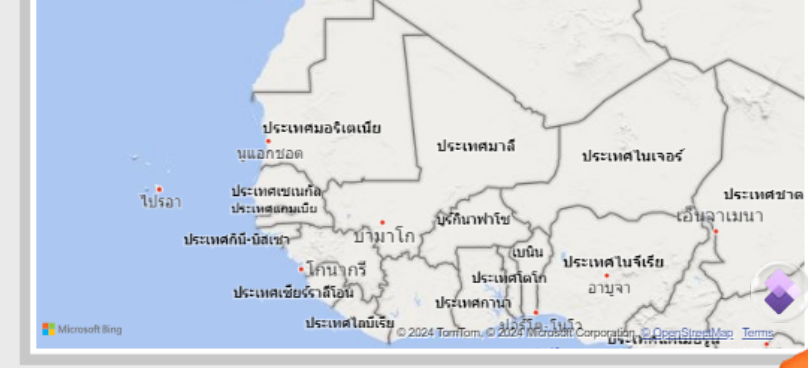 ประเทศมอริเตเนีย
นูแอกชอต
ประเทศมาลี
ประเทศไนเจอร์
ประเทศเซเนกัล
ไปรอา
ประเทศแกมเบีย
ประเทศชาด
เอ็นจาเมนา
บูร์กินาฟาโซ
บามาโก
ประเทศกินี-บิสเซา
เบนิน
ประเทศไนจีเรีย
โกนากรี
ประเทศโตโก
อาบูจา
ประเทศเซียร์ราลีโอน
ประเทศกานา
ประเทศไลบีเรีย
ปอร์โต-โนโว
Microsoft Bing
© 2024 TomTom, © 2024 Microsoft Corporation, © OpenStreetMap Terms